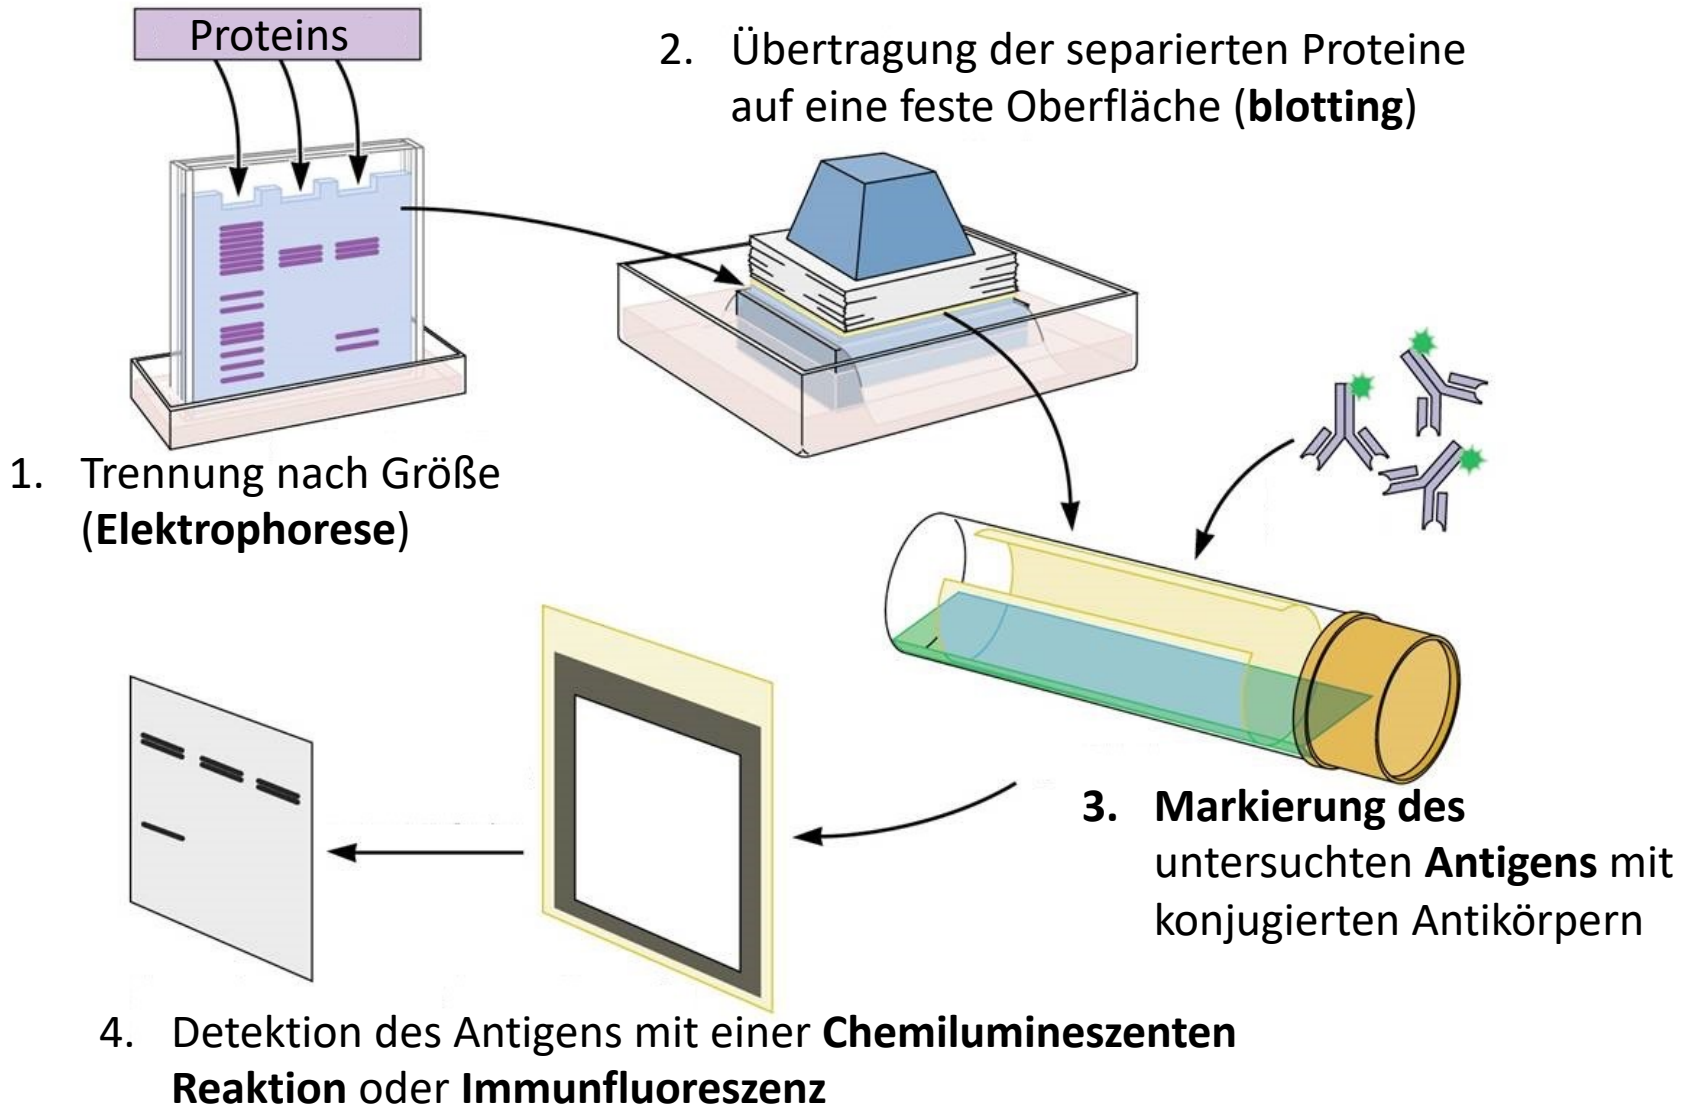 Proteins
1. Trennung nach Größe
(Elektrophorese)
2. Übertragung der separierten Proteine
auf eine feste Oberfläche (blotting)
3. Markierung des
untersuchten Antigens mit
konjugierten Antikörpern
4. Detektion des Antigens mit einer Chemilumineszenten
Reaktion oder Immunfluoreszenz